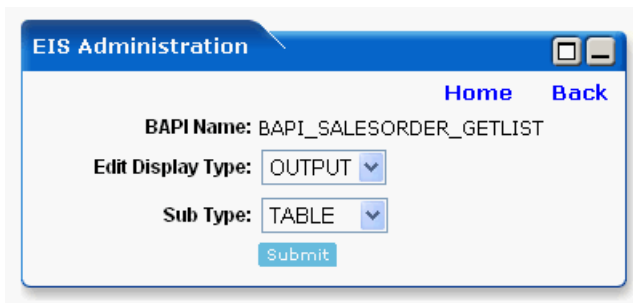 EIS Administration
Home Back
BAPI Name: BAPI_SALESORDER_GETLIST
Edit Display Type: OUTPUT
Sub Type: TABLE
Submit